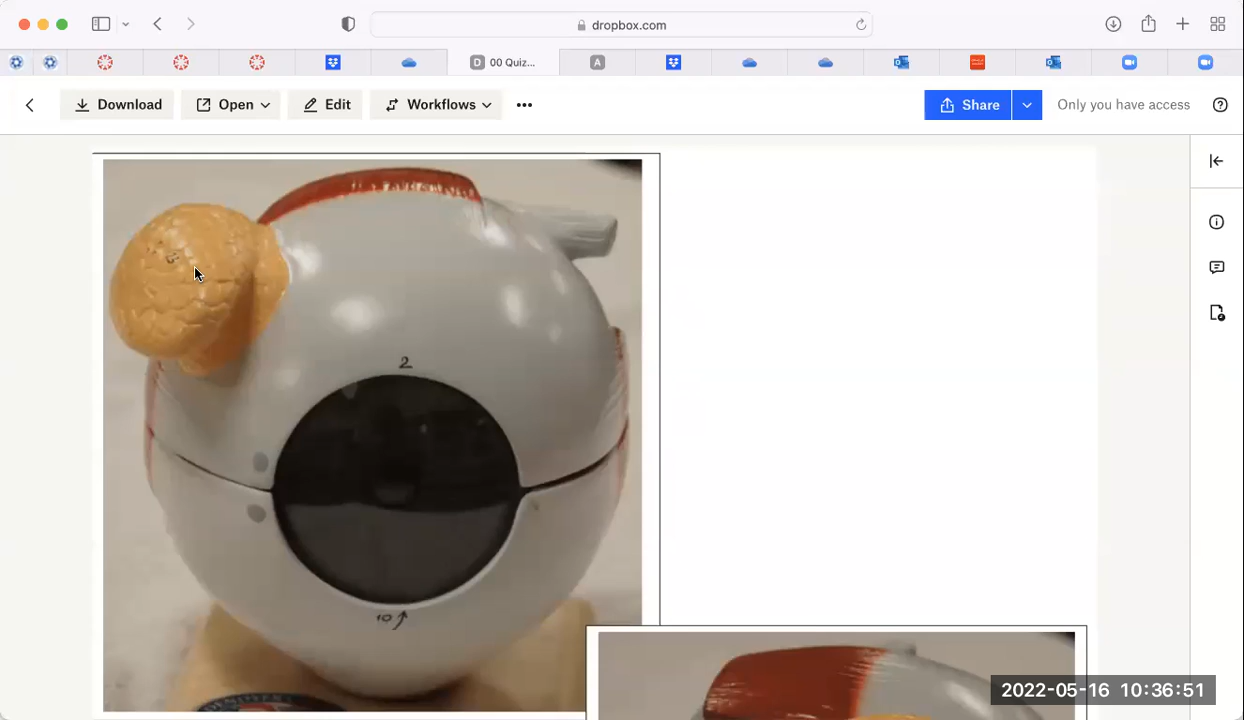 dropbox.com
D 00 Quiz...
A
Download Open Edit Workflows ••• Share Only you have access
2
10
2022-05-16 10:36:51